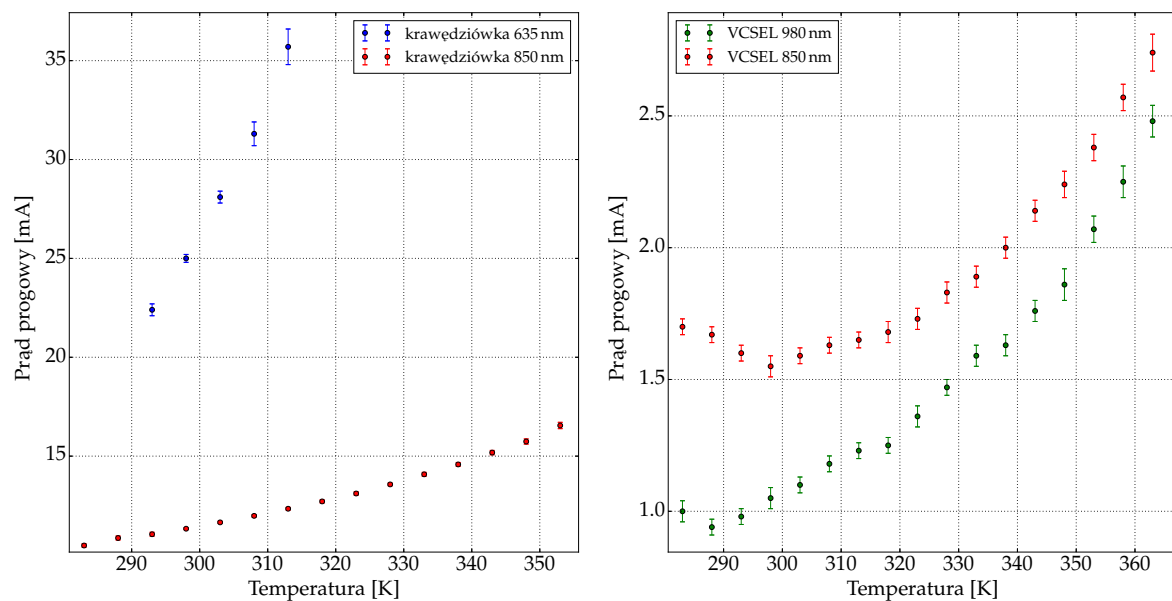 krawędziówka 635 nm
krawędziówka 850 nm
35
30
25
20
15
Prąd progowy [mA]
290 300 310 320 330 340 350
Temperatura [K]
VCSEL 980 nm
VCSEL 850 nm
2.5
2.0
1.5
1.0
Prąd progowy [mA]
290 300 310 320 330 340 350 360
Temperatura [K]